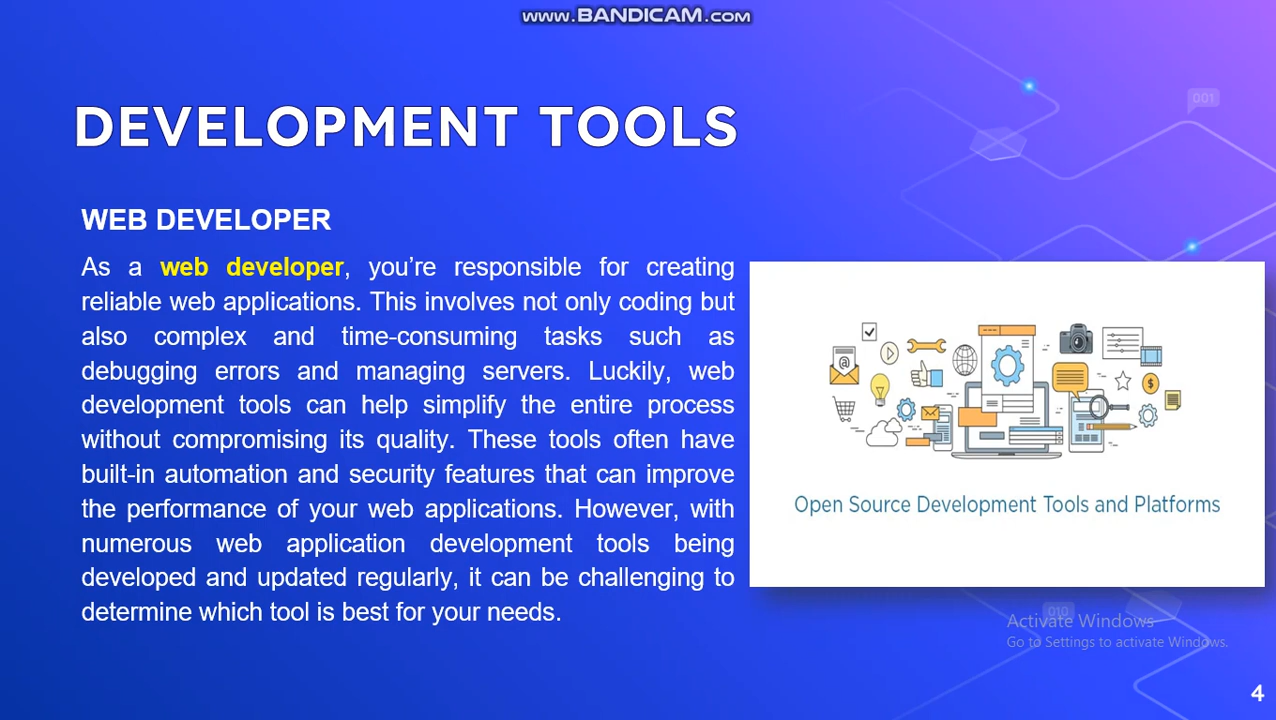 www.BANDICAM.com
001
DEVELOPMENT TOOLS
WEB DEVELOPER
As a web developer, you’re responsible for creating
reliable web applications. This involves not only coding but
also complex and time-consuming tasks such as
debugging errors and managing servers. Luckily, web
development tools can help simplify the entire process
without compromising its quality. These tools often have
built-in automation and security features that can improve
the performance of your web applications. However, with
numerous web application development tools being
developed and updated regularly, it can be challenging to
determine which tool is best for your needs.
Open Source Development Tools and Platforms
010
Activate Windows
Go to Settings to activate Windows.
4